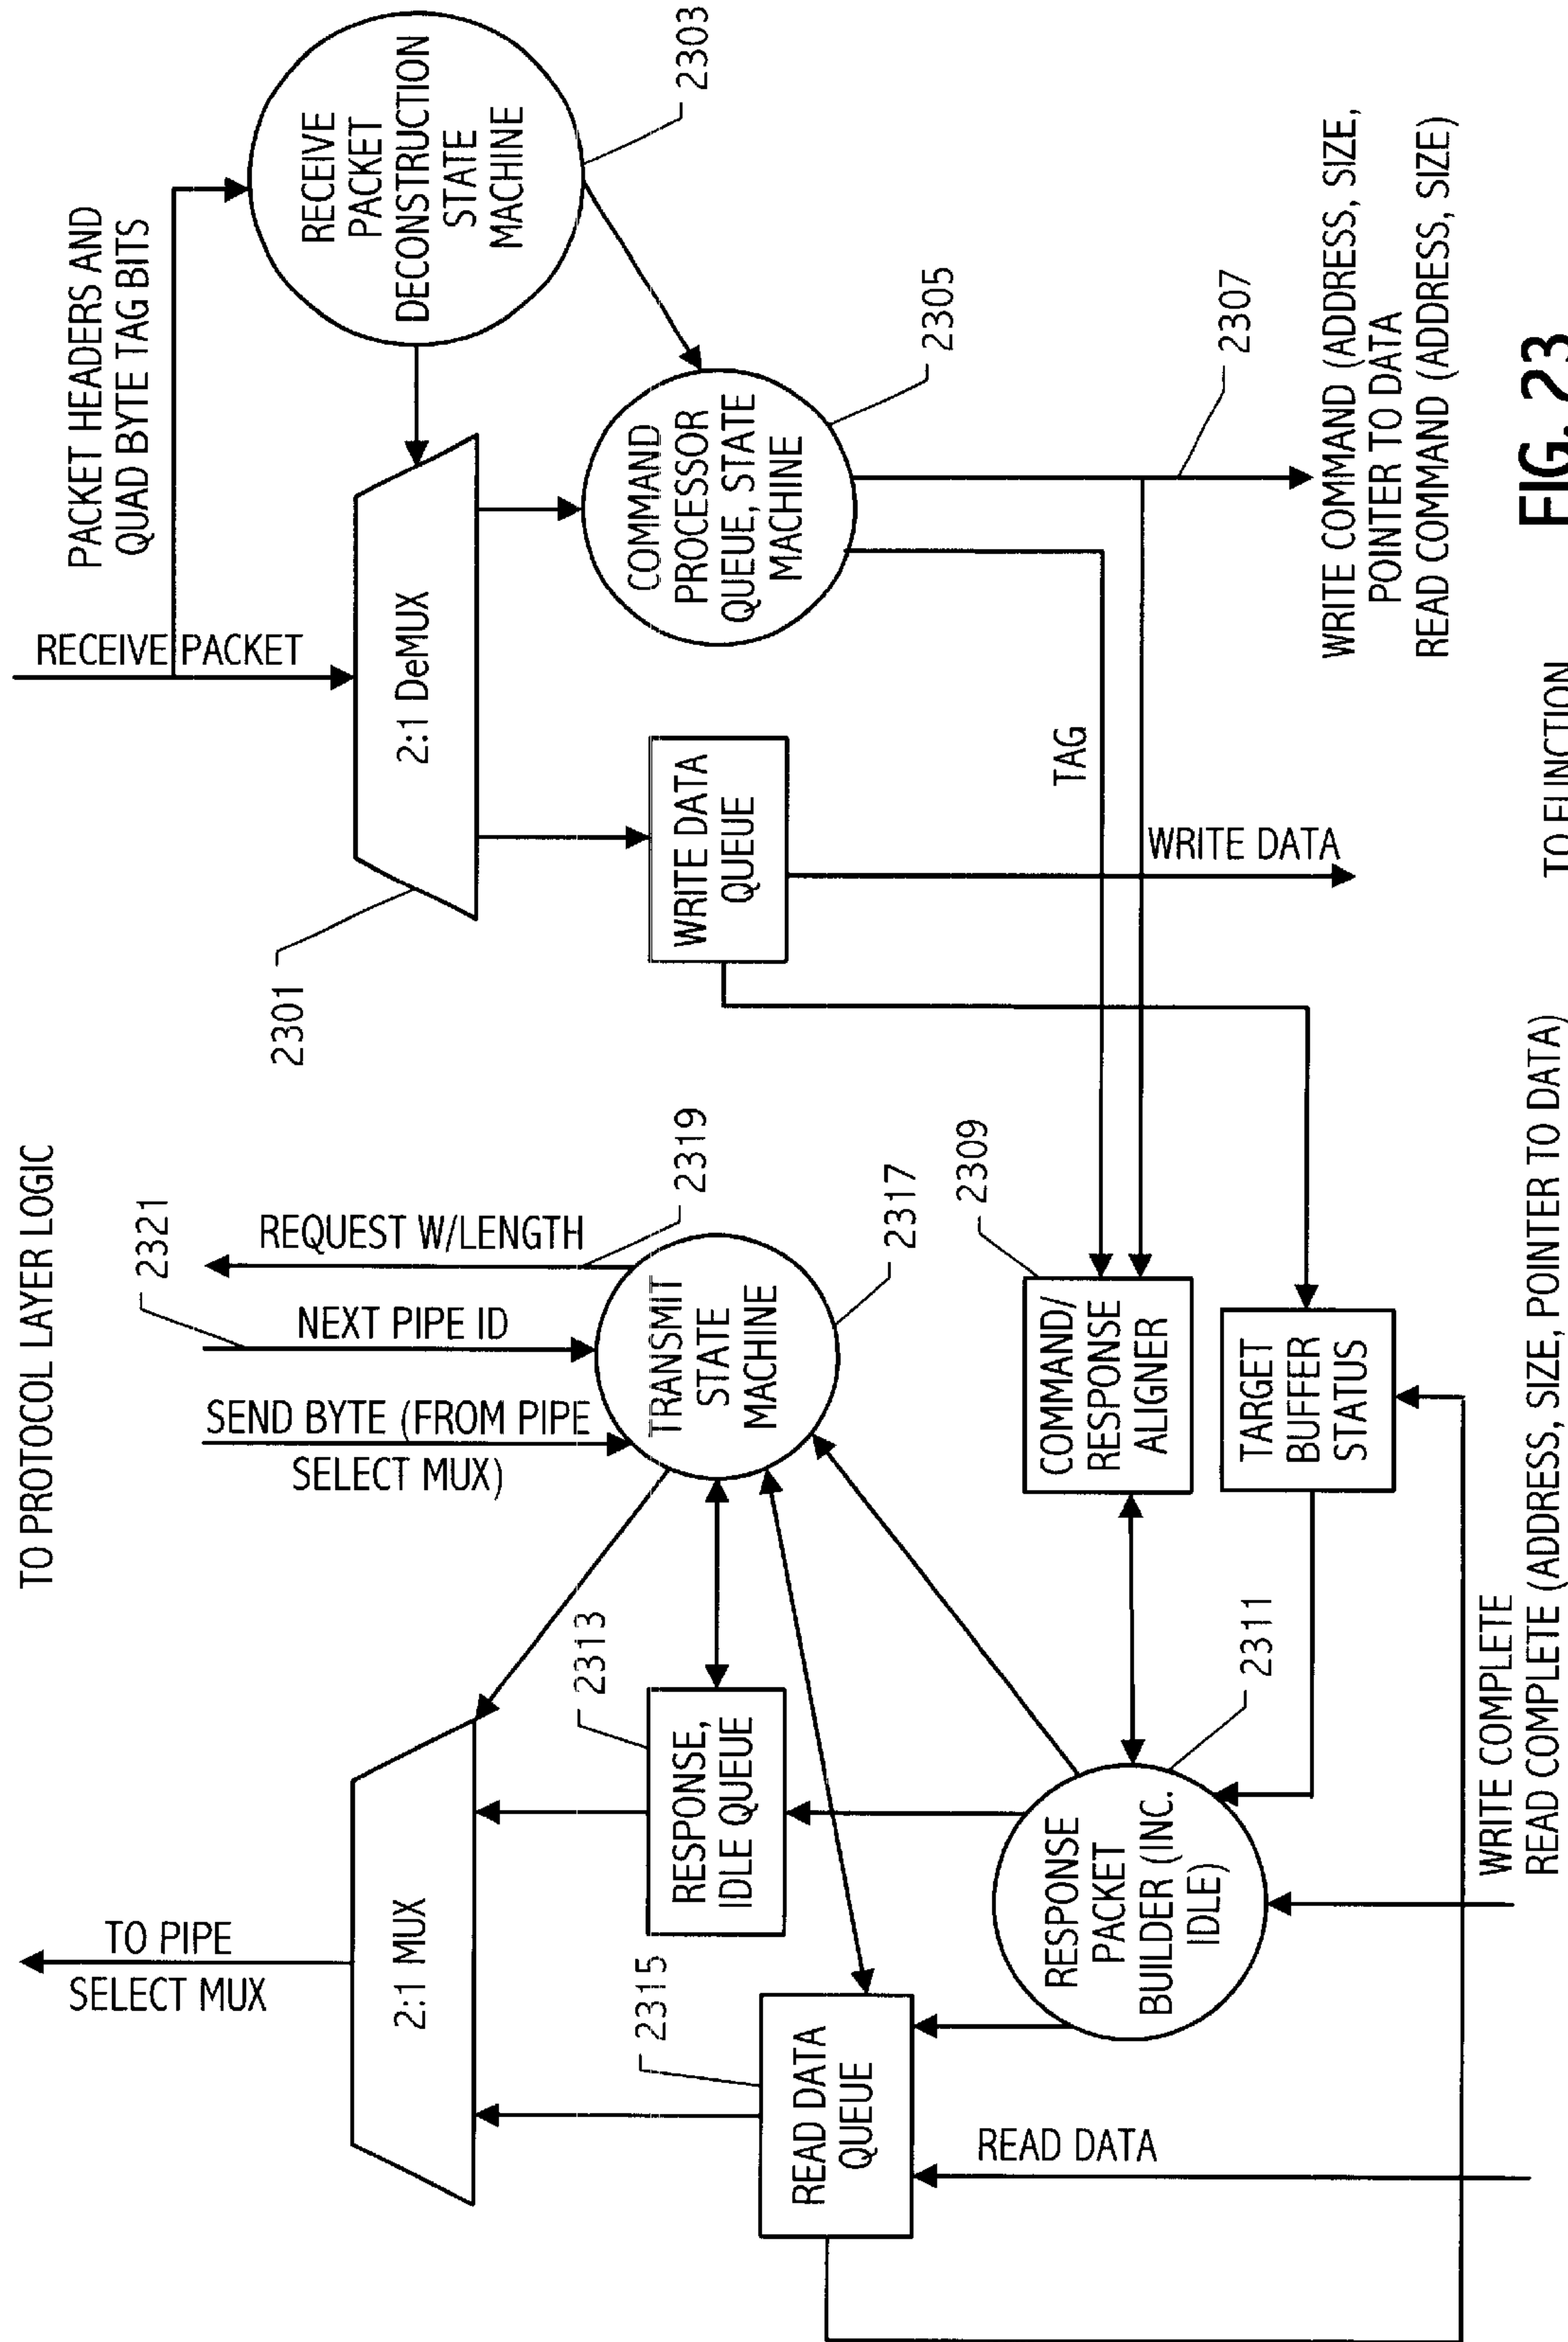 TO PROTOCOL LAYER LOGIC
TO PIPE
SELECT MUX
2:1 MUX
SEND BYTE (FROM PIPE
SELECT MUX)
NEXT PIPE ID
2321
REQUEST W/LENGTH
2319
TRANSMIT
STATE
MACHINE
2317
2313
RESPONSE,
IDLE QUEUE
2315
READ DATA
QUEUE
READ DATA
RESPONSE
PACKET
BUILDER (INC.
IDLE)
2311
2309
COMMAND/
RESPONSE
ALIGNER
TARGET
BUFFER
STATUS
WRITE COMPLETE
READ COMPLETE (ADDRESS, SIZE, POINTER TO DATA)
RECEIVE PACKET
PACKET HEADERS AND
QUAD BYTE TAG BITS
RECEIVE
PACKET
DECONSTRUCTION
STATE
MACHINE
2303
2301
2:1 DeMUX
WRITE DATA
QUEUE
COMMAND
PROCESSOR
QUEUE, STATE
MACHINE
2305
TAG
WRITE DATA
2307
WRITE COMMAND (ADDRESS, SIZE,
POINTER TO DATA
READ COMMAND (ADDRESS, SIZE)
TO FUNCTION
FIG. 23